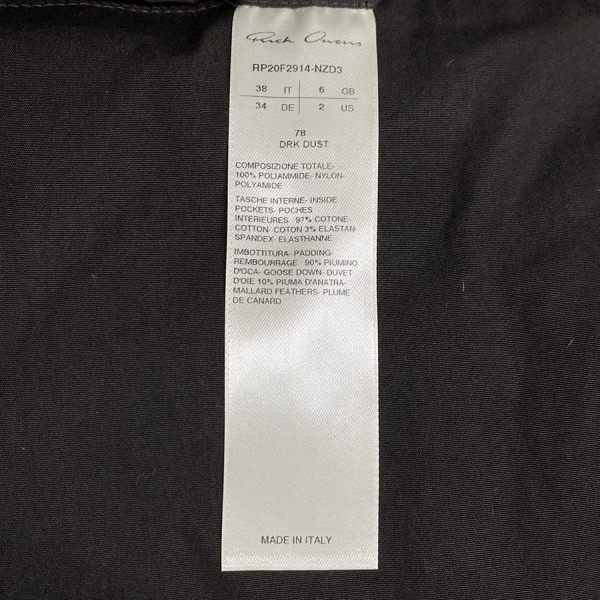 Rick Owens
RP20F2914-NZD3
38 IT 6 GB
34 DE 2 US
78
DRK DUST
COMPOSIZIONE TOTALE-
100% POLIAMMIDE- NYLON-
POLYAMIDE
TASCHE INTERNE- INSIDE
POCKETS- POCHES
INTERIEURES 97% COTONE-
COTTON- COTON 3% ELASTAN-
SPANDEX- ELASTHANNE
IMBOTTITURA- PADDING-
REMBOURRAGE 90% PIUMINO
D'OCA- GOOSE DOWN- DUVET
D'OIE 10% PIUMA D'ANATRA-
MALLARD FEATHERS- PLUME
DE CANARD
MADE IN ITALY